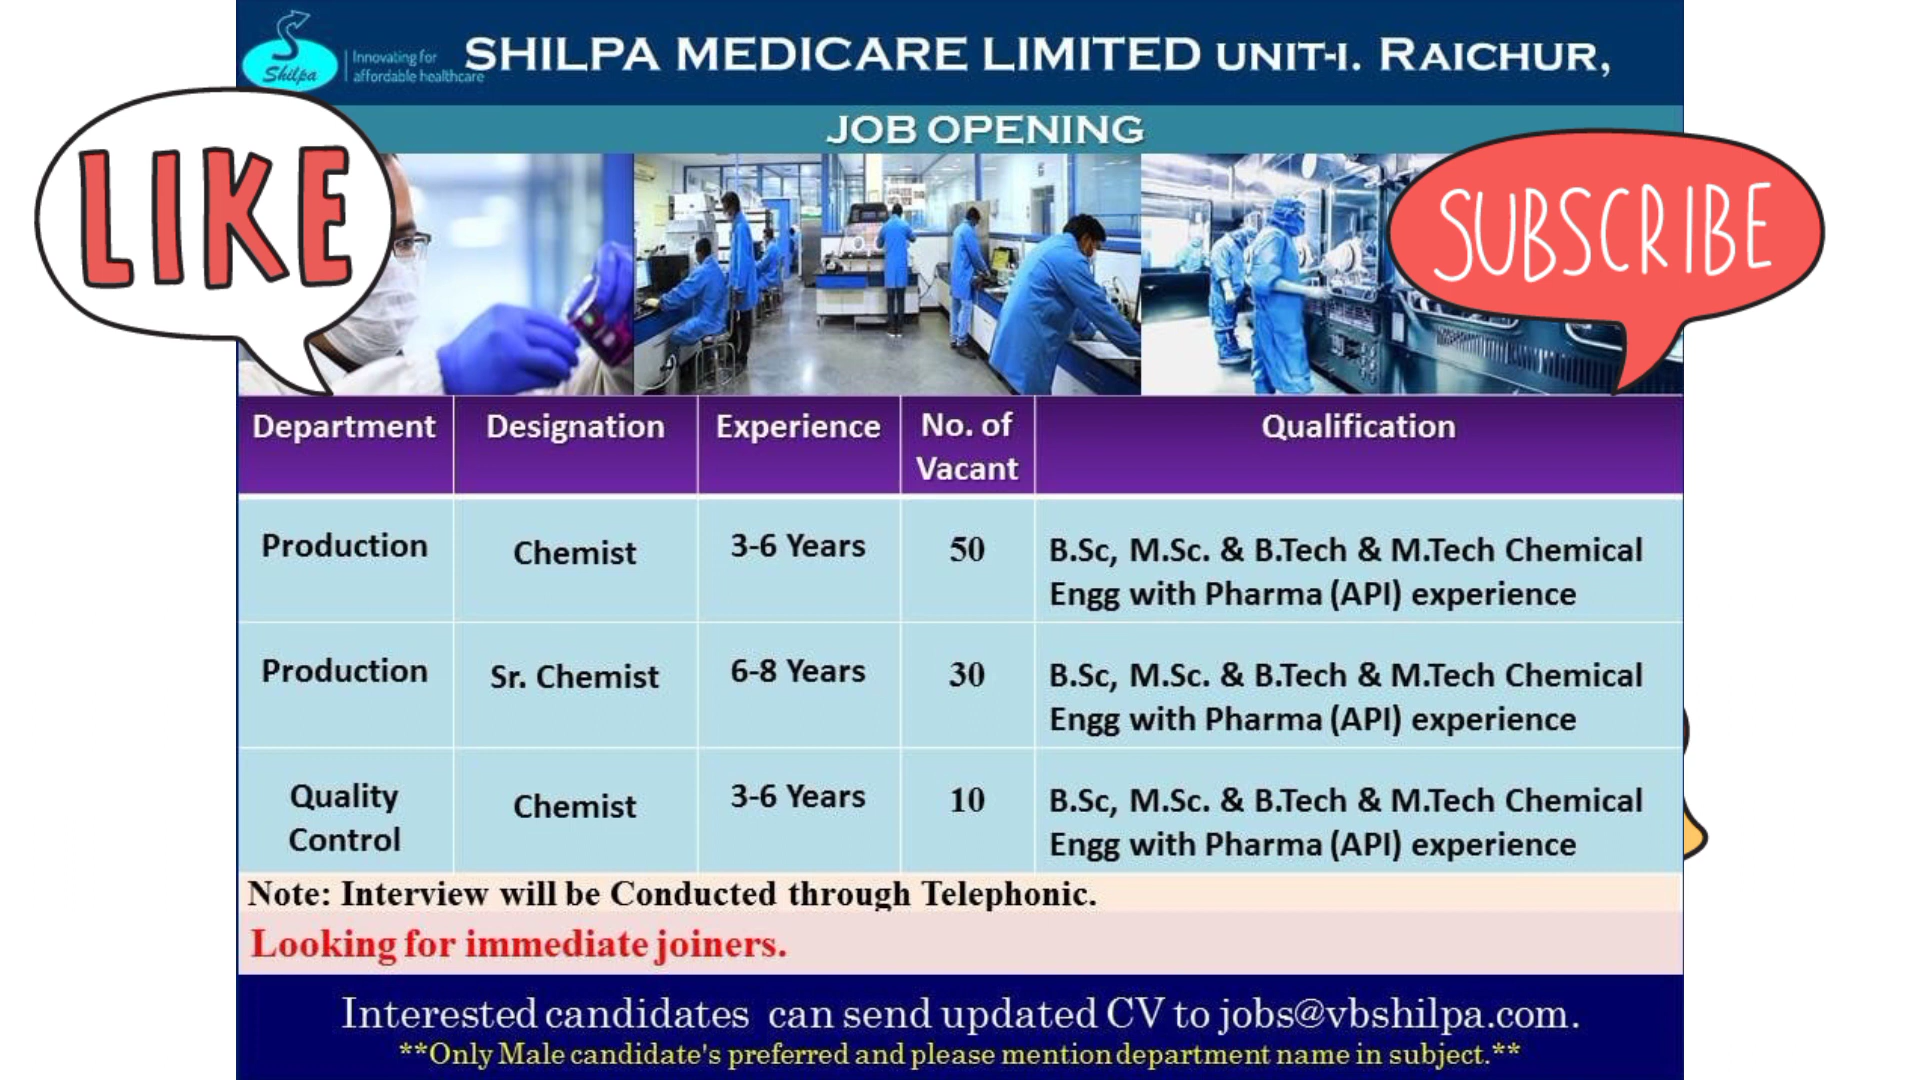 Shilpa
Innovating for
affordable healthcare
SHILPA MEDICARE LIMITED UNIT-I. RAICHUR,
JOB OPENING
LIKE
SUBSCRIBE
Department Designation Experience No. of Vacant Qualification
Production Chemist 3-6 Years 50 B.Sc, M.Sc. & B.Tech & M.Tech Chemical
Engg with Pharma (API) experience
Production Sr. Chemist 6-8 Years 30 B.Sc, M.Sc. & B.Tech & M.Tech Chemical
Engg with Pharma (API) experience
Quality Control Chemist 3-6 Years 10 B.Sc, M.Sc. & B.Tech & M.Tech Chemical
Engg with Pharma (API) experience
Note: Interview will be Conducted through Telephonic.
Looking for immediate joiners.
Interested candidates can send updated CV to jobs@vbshilpa.com.
**Only Male candidate's preferred and please mention department name in subject.**